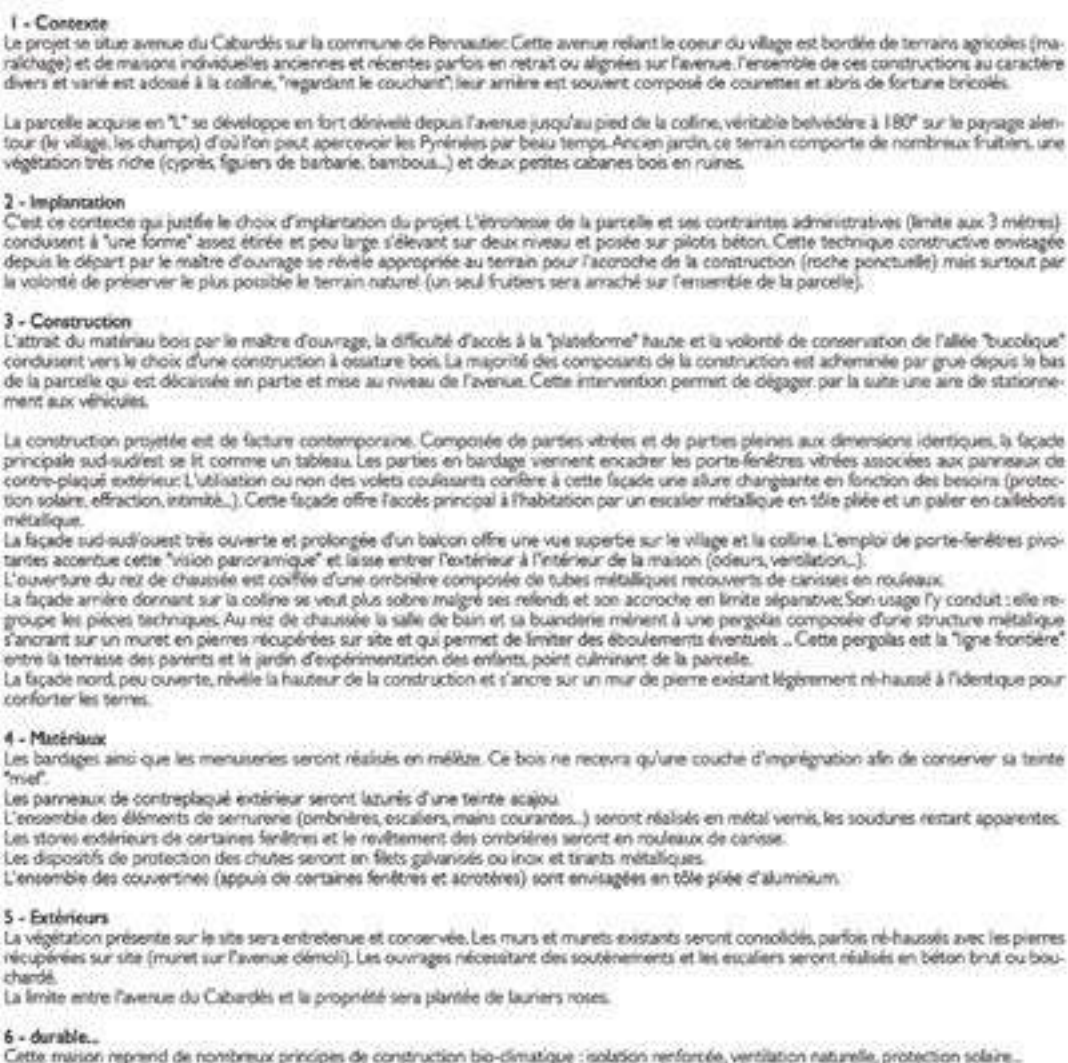 1 - Contexte
Le projet se situe avenue du Cabardès sur la commune de Pennautier. Cette avenue reliant le coeur du village est bordée de terrains agricoles (ma-
raîchage) et de maisons individuelles anciennes et récentes parfois en retrait ou alignées sur l'avenue. l'ensemble de ces constructions au caractère
divers et varié est adossé à la colline, "regardant le couchant"; leur arrière est souvent composé de courettes et abris de fortune bricolés.
La parcelle acquise en "L" se développe en fort dénivelé depuis l'avenue jusqu'au pied de la colline, véritable belvédère à 180° sur le paysage alen-
tour (le village, les champs) d'où l'on peut apercevoir les Pyrénées par beau temps. Ancien jardin, ce terrain comporte de nombreux fruitiers, une
végétation très riche (cyprès, figuiers de barbarie, bambous...) et deux petites cabanes bois en ruines.
2 - Implantation
C'est ce contexte qui justifie le choix d'implantation du projet. L'étroitesse de la parcelle et ses contraintes administratives (limite aux 3 mètres)
conduisent à "une forme" assez étirée et peu large s'élevant sur deux niveau et posée sur pilotis béton. Cette technique constructive envisagée
depuis le départ par le maître d'ouvrage se révèle appropriée au terrain pour l'accroche de la construction (roche ponctuelle) mais surtout par
la volonté de préserver le plus possible le terrain naturel (un seul fruitiers sera arraché sur l'ensemble de la parcelle).
3 - Construction
L'attrait du matériau bois par le maître d'ouvrage, la difficulté d'accès à la "plateforme" haute et la volonté de conservation de l'allée "bucolique"
conduisent vers le choix d'une construction à ossature bois. La majorité des composants de la construction est acheminée par grue depuis le bas
de la parcelle qui est décaissée en partie et mise au niveau de l'avenue. Cette intervention permet de dégager par la suite une aire de stationne-
ment aux véhicules.
La construction projetée est de facture contemporaine. Composée de parties vitrées et de parties pleines aux dimensions identiques, la façade
principale sud-sud/est se lit comme un tableau. Les parties en bardage viennent encadrer les porte-fenêtres vitrées associées aux panneaux de
contre-plaqué extérieur. L'utilisation ou non des volets coulissants confère à cette façade une allure changeante en fonction des besoins (protec-
tion solaire, effraction, intimité...). Cette façade offre l'accès principal à l'habitation par un escalier métallique en tôle pliée et un palier en caillebotis
métallique.
La façade sud-sud/ouest très ouverte et prolongée d'un balcon offre une vue superbe sur le village et la colline. L'emploi de porte-fenêtres pivo-
tantes accentue cette "vision panoramique" et laisse entrer l'extérieur à l'intérieur de la maison (odeurs, ventilation...).
L'ouverture du rez de chaussée est coiffée d'une ombrière composée de tubes métalliques recouverts de canisses en rouleaux.
La façade arrière donnant sur la colline se veut plus sobre malgré ses refends et son accroche en limite séparative; Son usage l'y conduit : elle re-
groupe les pièces techniques. Au rez de chaussée la salle de bain et sa buanderie mènent à une pergola composée d'une structure métallique
s'ancrant sur un muret en pierres récupérées sur site et qui permet de limiter des éboulements éventuels ... Cette pergolas est la "ligne frontière"
entre la terrasse des parents et le jardin d'expérimentation des enfants, point culminant de la parcelle.
La façade nord, peu ouverte, révèle la hauteur de la construction et s'ancre sur un mur de pierre existant légèrement ré-haussé à l'identique pour
conforter les terres.
4 - Matériaux
Les bardages ainsi que les menuiseries seront réalisés en mélèze. Ce bois ne recevra qu'une couche d'imprégnation afin de conserver sa teinte
"miel".
Les panneaux de contreplaqué extérieur seront lazurés d'une teinte acajou.
L'ensemble des éléments de serrurerie (ombrières, escaliers, mains courantes...) seront réalisés en métal vernis, les soudures restant apparentes.
Les stores extérieurs de certaines fenêtres et le revêtement des ombrières seront en rouleaux de canisse.
Les dispositifs de protection des chutes seront en filets galvanisés ou inox et tirants métalliques.
L'ensemble des couvertines (appuis de certaines fenêtres et acrotères) sont envisagées en tôle pliée d'aluminium.
5 - Extérieurs
La végétation présente sur le site sera entretenue et conservée. Les murs et murets existants seront consolidés, parfois ré-haussés avec les pierres
récupérées sur site (muret sur l'avenue démoli). Les ouvrages nécessitant des soutènements et les escaliers seront réalisés en béton brut ou bou-
chardé.
La limite entre l'avenue du Cabardès et la propriété sera plantée de lauriers roses.
6 - durable...
Cette maison reprend de nombreux principes de construction bio-climatique : isolation renforcée, ventilation naturelle, protection solaire...